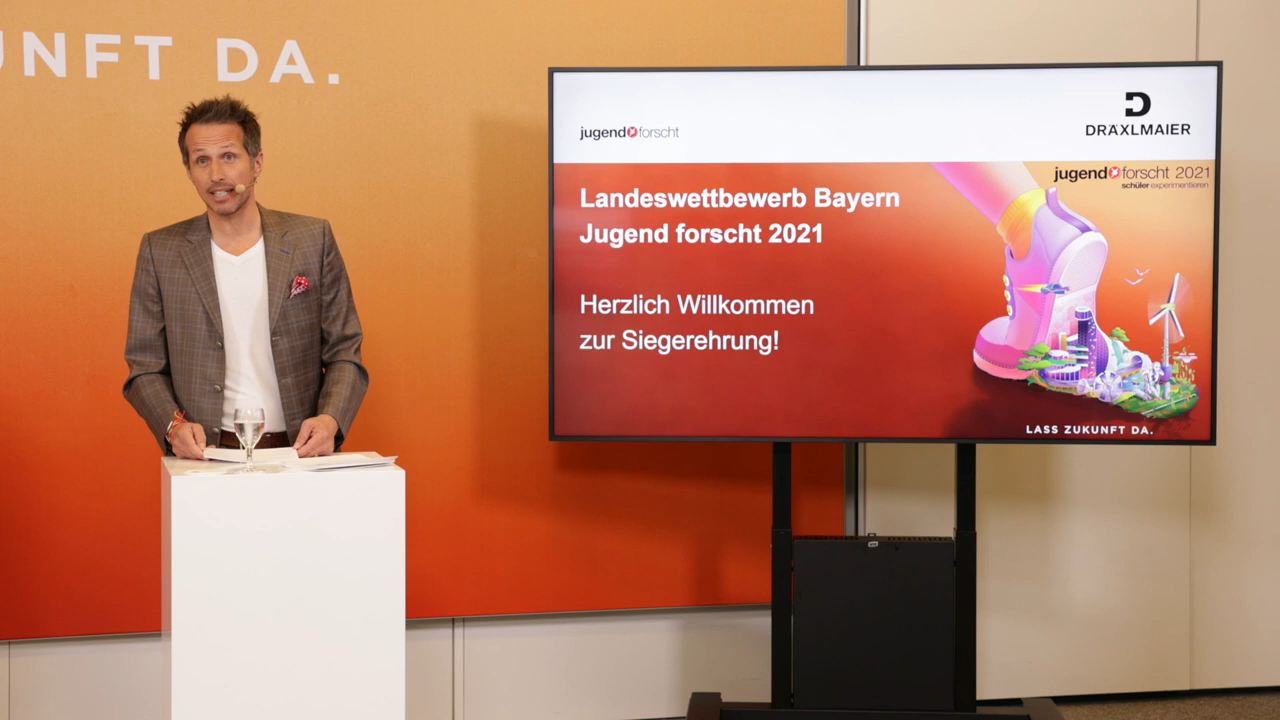 UNFT DA.
jugend forscht
DRÄXLMAIER
jugend forscht 2021
schüler experimentieren
Landeswettbewerb Bayern
Jugend forscht 2021
Herzlich Willkommen
zur Siegerehrung!
LASS ZUKUNFT DA.